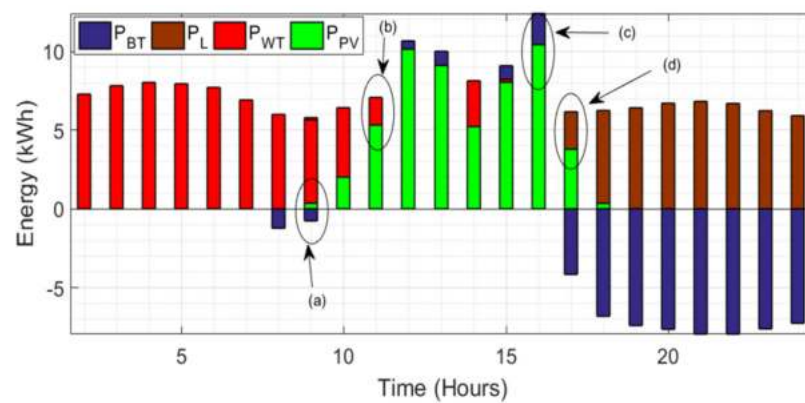 P_BT P_L P_WT P_PV
(b)
(c)
(d)
(a)
10
5
0
-5
Energy (kWh)
5 10 15 20
Time (Hours)